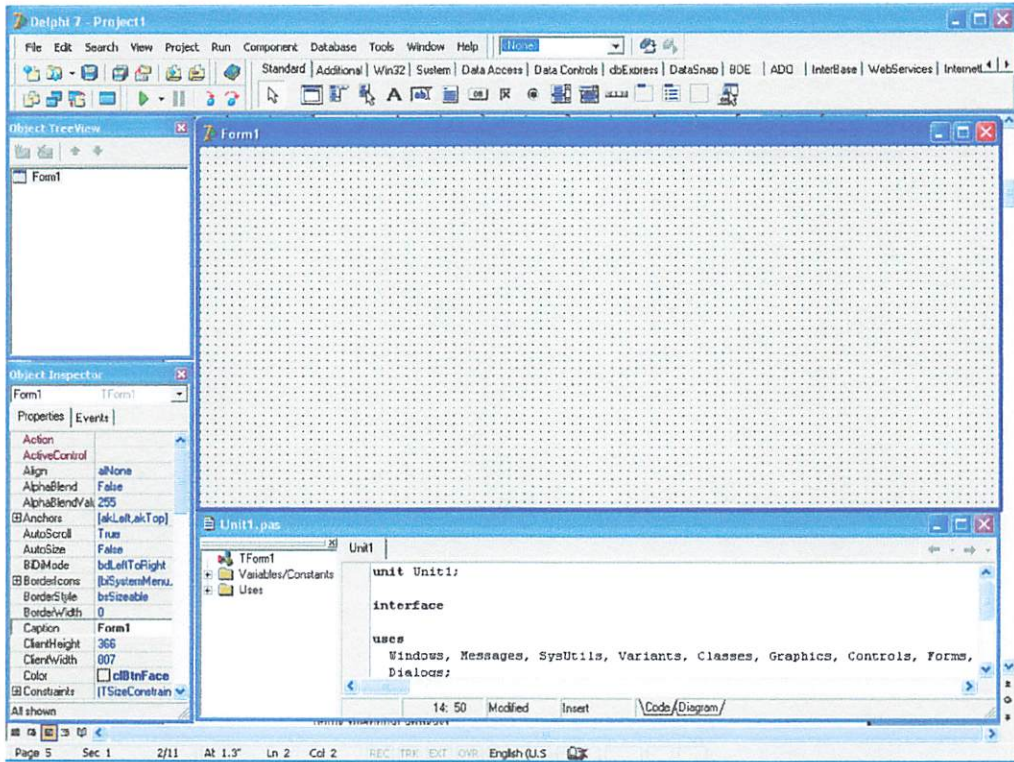 Delphi 7 - Project1
File Edit Search View Project Run Component Database Tools Window Help <None>
Standard Additional Win32 System Data Access Data Controls dbExpress DataSnap BDE ADO InterBase WebServices Internet
Object TreeView
Form1
Form1
Object Inspector
Form1 TForm1
Properties Events
Action
ActiveControl
Align alNone
AlphaBlend False
AlphaBlendVal 255
Anchors [akLeft,akTop]
AutoScroll True
AutoSize False
BiDiMode bdLeftToRight
BorderIcons [biSystemMenu,
BorderStyle bsSizeable
BorderWidth 0
Caption Form1
ClientHeight 366
ClientWidth 807
Color clBtnFace
Constraints (TSizeConstrain
All shown
Unit1.pas
TForm1
Variables/Constants
Uses
Unit1
unit Unit1;
interface
uses
Windows, Messages, SysUtils, Variants, Classes, Graphics, Controls, Forms,
Dialogs;
14: 50 Modified Insert Code Diagram
Page 5 Sec 1 2/11 At 1.3" Ln 2 Col 2 REC TRK EXT OVR English (U.S